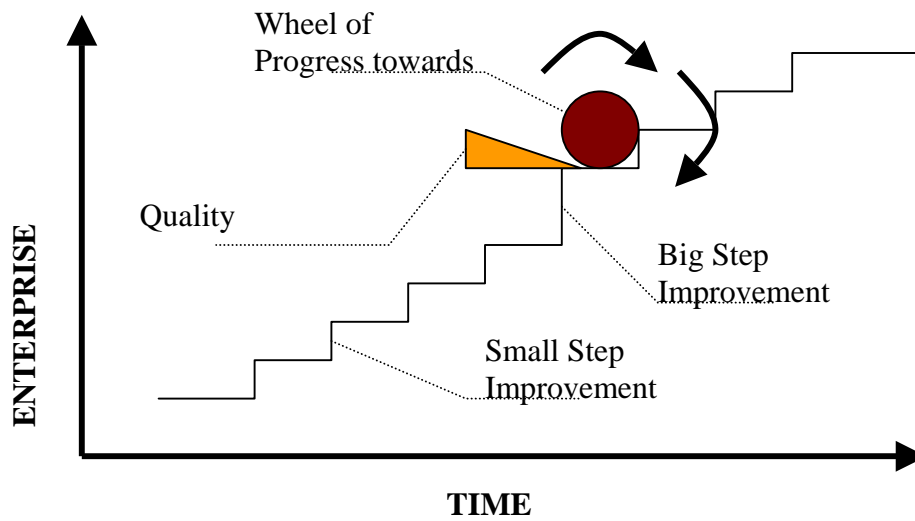 Wheel of
Progress towards
Quality
Big Step
Improvement
Small Step
Improvement
ENTERPRISE
TIME